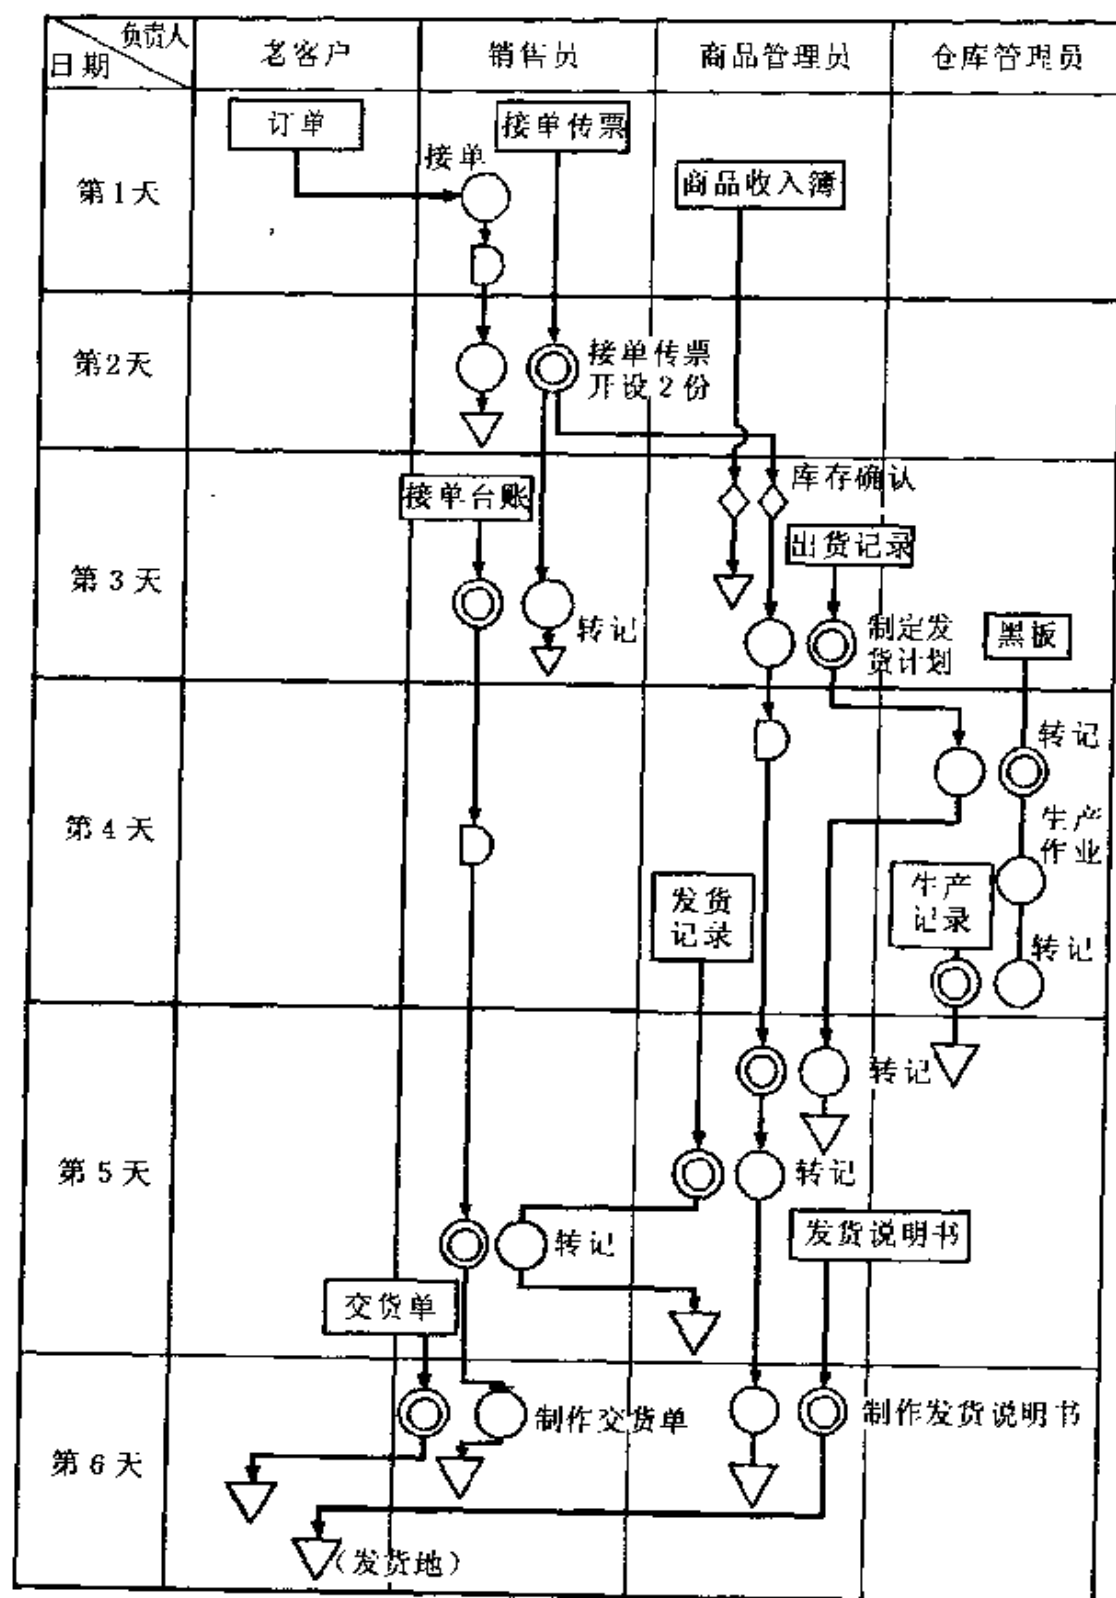 负责人
日期
老客户
销售员
商品管理员
仓库管理员
第1天
订单
接单
接单传票
商品收入簿
第2天
接单传票
开设2份
第3天
接单台账
转记
库存确认
出货记录
制定发
货计划
黑板
第4天
转记
生产
作业
发货
记录
生产
记录
转记
第5天
转记
转记
转记
发货说明书
交货单
第6天
制作交货单
制作发货说明书
(发货地)